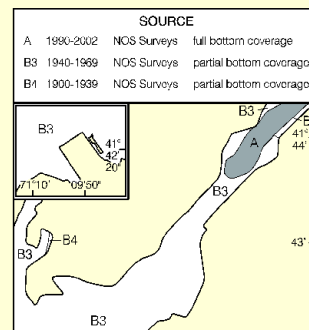 SOURCE
A 1990-2002 NOS Surveys full bottom coverage
B3 1940-1969 NOS Surveys partial bottom coverage
B4 1900-1939 NOS Surveys partial bottom coverage
B3
B
41°
44'
A
B3
B3
41°
42'
20"
71°10' 09'50"
B4
B3
43'
B3